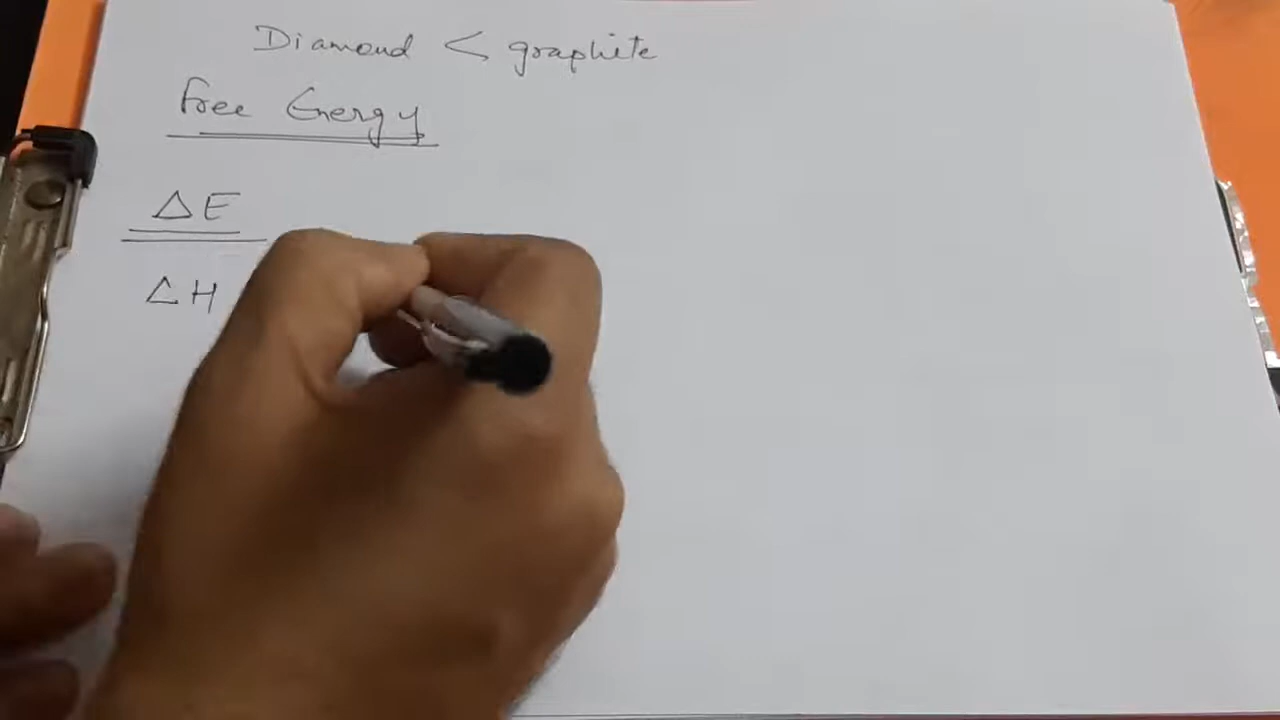 Diamond < graphite
Free Energy
ΔE
ΔH